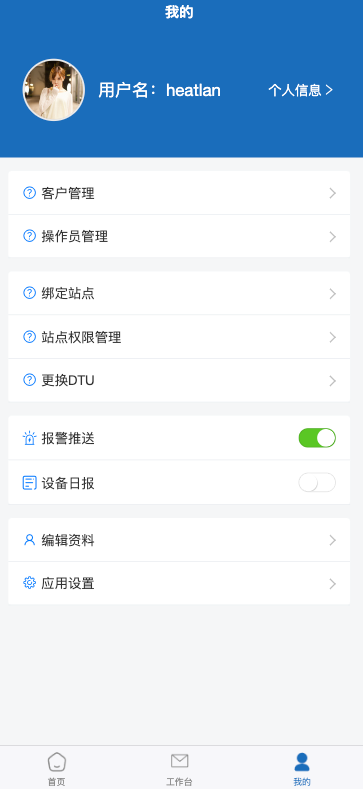 我的
用户名：heatlan 个人信息
客户管理
操作员管理
绑定站点
站点权限管理
更换DTU
报警推送
设备日报
编辑资料
应用设置
首页 工作台 我的